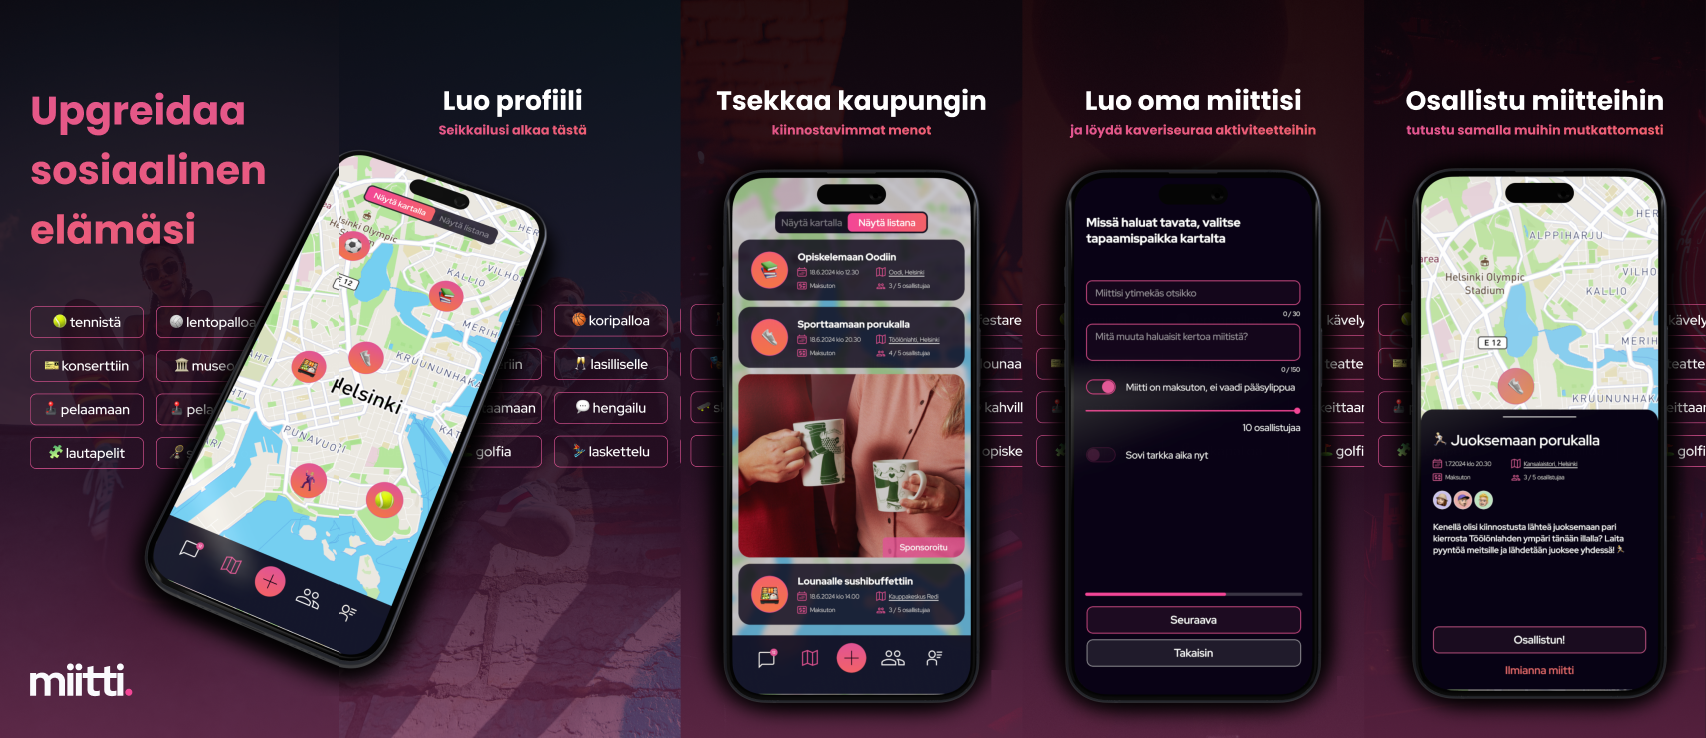 Upgreidaa
sosiaalinen
elämäsi
🎾 tennistä
🏐 lentopalloa
🎫 konserttiin
🏛️ museo
🕹️ pelaamaan
🕹️ pela
🧩 lautapelit
miitti.
Luo profiili
Seikkailusi alkaa tästä
Näytä kartalla
Näytä listana
Helsinki Olympic
12
KALLIO
VILHO
MERIH
KRUUNUNHAKA
Helsinki
PUNAVUORI
KAT
🏀 koripalloa
🥂 lasilliselle
💬 hengailu
golfia
⛷️ laskettelu
taamaan
Tsekkaa kaupungin
kiinnostavimmat menot
Näytä kartalla
Näytä listana
Opiskelemaan Oodiin
18.6.2024 klo 12.30
Oodi, Helsinki
Maksuton
3 / 5 osallistujaa
Sporttaamaan porukalla
18.6.2024 klo 20.30
Töölönlahti, Helsinki
Maksuton
4 / 5 osallistujaa
Sponsoroitu
Lounaalle sushibuffettiin
18.6.2024 klo 14.00
Kauppakeskus Redi
Maksuton
3 / 5 osallistujaa
estare
ounaa
kahvill
opiske
Luo oma miittisi
ja löydä kaveriseuraa aktiviteetteihin
Missä haluat tavata, valitse
tapaamispaikka kartalta
Miittisi ytimekäs otsikko
0 / 30
Mitä muuta haluaisit kertoa miitistä?
0 / 150
Miitti on maksuton, ei vaadi pääsylippua
10 osallistujaa
Sovi tarkka aika nyt
Seuraava
Takaisin
kävely
teatte
eittaar
golfi
Osallistu miitteihin
tutustu samalla muihin mutkattomasti
HER
ALPPIHARJU
area
Helsinki Olympic
Stadium
VILHO
KALLIO
E 12
MERIH
KRUUNUNHAK
🏃 Juoksemaan porukalla
1.7.2024 klo 20.30
Kansalaistori, Helsinki
Maksuton
3 / 5 osallistujaa
Kenellä olisi kiinnostusta lähteä juoksemaan pari
kierrosta Töölönlahden ympäri tänään illalla? Laita
pyyntöä meitsille ja lähdetään juoksee yhdessä! 🏃
Osallistun!
Ilmianna miitti
kävely
teatte
eittaar
golfi